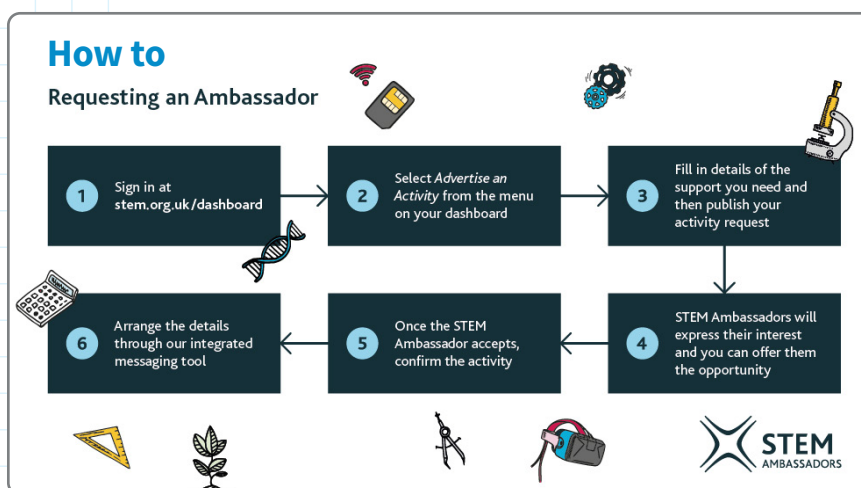 How to
Requesting an Ambassador
1
Sign in at
stem.org.uk/dashboard
2
Select Advertise an
Activity from the menu
on your dashboard
3
Fill in details of the
support you need and
then publish your
activity request
4
STEM Ambassadors will
express their interest
and you can offer them
the opportunity
5
Once the STEM
Ambassador accepts,
confirm the activity
6
Arrange the details
through our integrated
messaging tool
STEM
AMBASSADORS